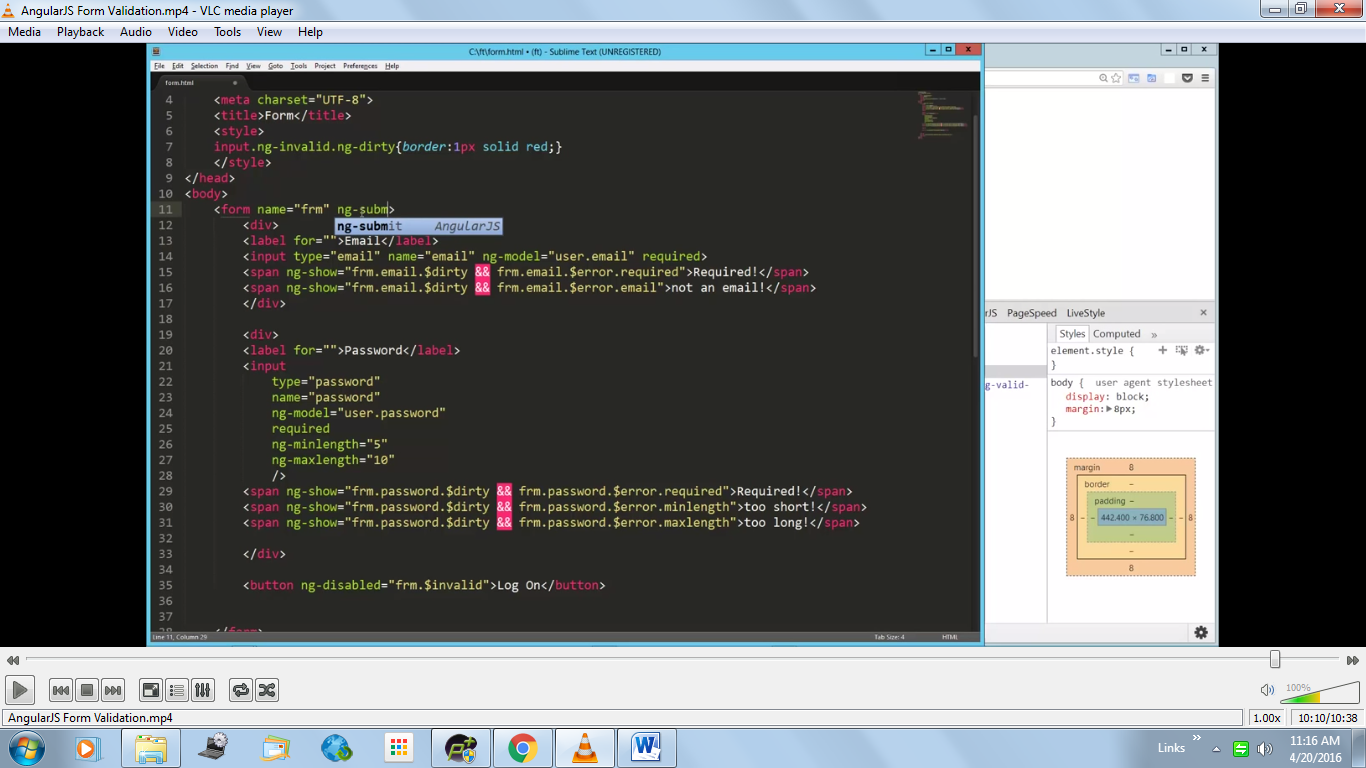 AngularJS Form Validation.mp4 - VLC media player
Media Playback Audio Video Tools View Help
C:\ft\form.html • (ft) - Sublime Text (UNREGISTERED)
File Edit Selection Find View Goto Tools Project Preferences Help
form.html
4 <meta charset="UTF-8">
5 <title>Form</title>
6 <style>
7 input.ng-invalid.ng-dirty{border:1px solid red;}
8 </style>
9 </head>
10 <body>
11 <form name="frm" ng-subm>
ng-submit AngularJS
12 <div>
13 <label for="">Email</label>
14 <input type="email" name="email" ng-model="user.email" required>
15 <span ng-show="frm.email.$dirty && frm.email.$error.required">Required!</span>
16 <span ng-show="frm.email.$dirty && frm.email.$error.email">not an email!</span>
17 </div>
18
19 <div>
20 <label for="">Password</label>
21 <input
22 type="password"
23 name="password"
24 ng-model="user.password"
25 required
26 ng-minlength="5"
27 ng-maxlength="10"
28 />
29 <span ng-show="frm.password.$dirty && frm.password.$error.required">Required!</span>
30 <span ng-show="frm.password.$dirty && frm.password.$error.minlength">too short!</span>
31 <span ng-show="frm.password.$dirty && frm.password.$error.maxlength">too long!</span>
32
33 </div>
34
35 <button ng-disabled="frm.$invalid">Log On</button>
36
37
Line 11, Column 29 Tab Size: 4 HTML
JS PageSpeed LiveStyle
Styles Computed »
element.style {
}
g-valid-
body { user agent stylesheet
display: block;
margin: 8px;
}
margin 8
border –
padding –
8 – – 442.400 × 76.800 – – 8
–
–
8
100%
AngularJS Form Validation.mp4 1.00x 10:10/10:38
Links »
11:16 AM
4/20/2016